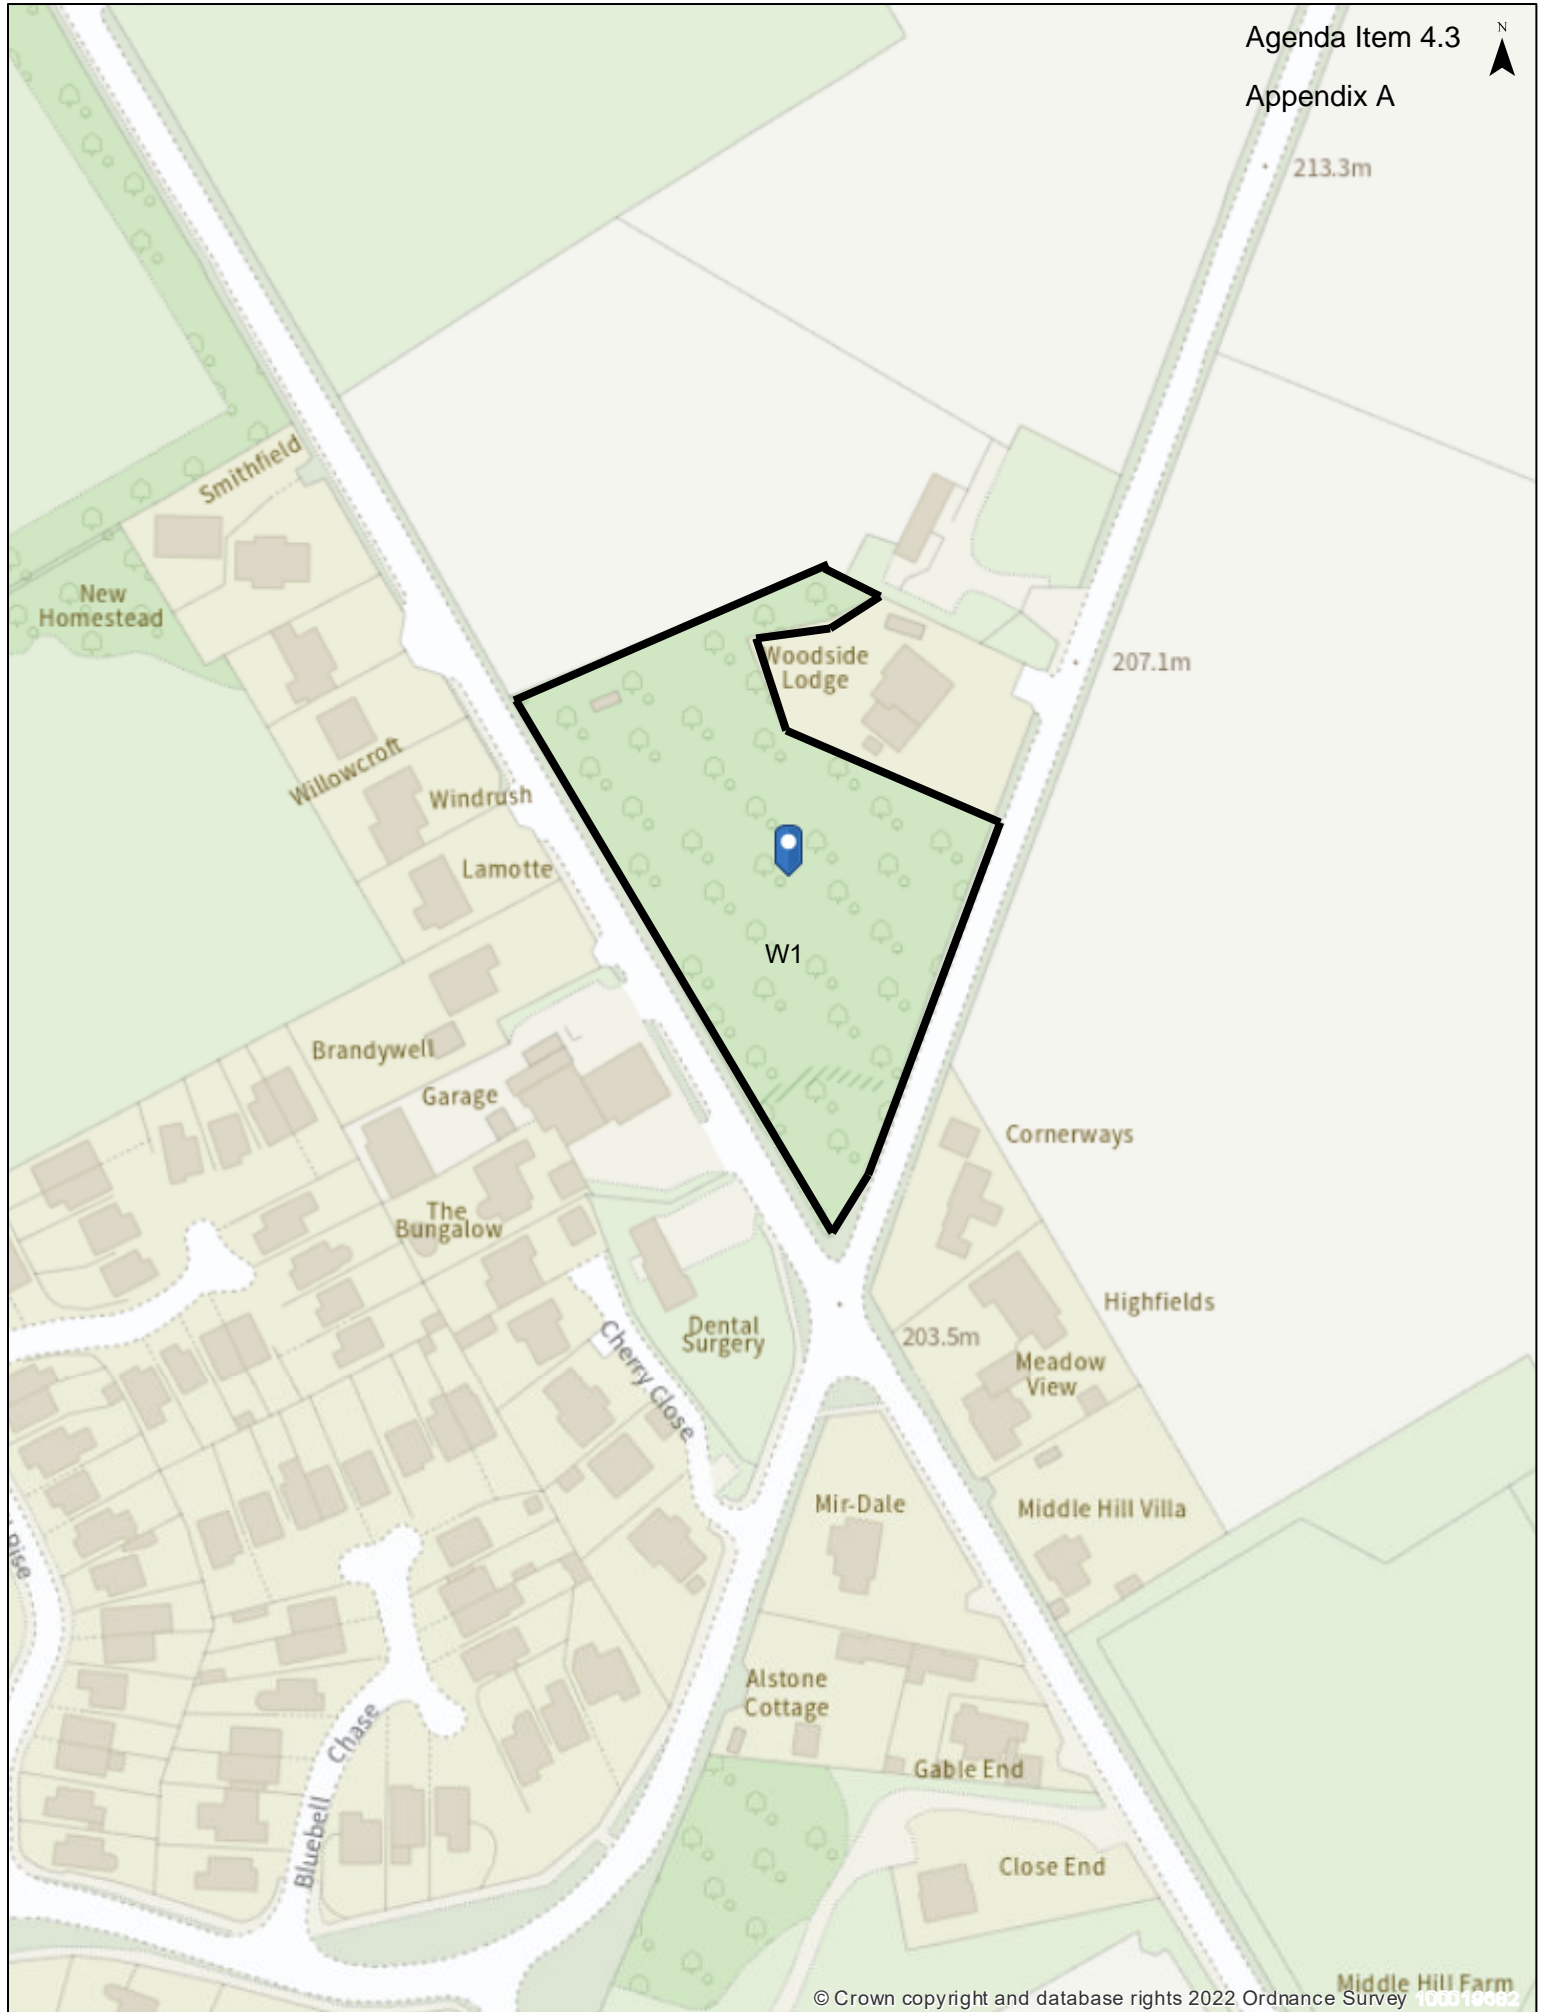 Agenda Item 4.3
N
Appendix A
213.3m
Smithfield
New
Homestead
Woodside
Lodge
207.1m
Willowcroft
Windrush
Lamotte
W1
Brandywell
Garage
Cornerways
The
Bungalow
Highfields
Dental
Surgery
203.5m
Cherry Close
Meadow
View
Mir-Dale
Middle Hill Villa
Rise
Alstone
Cottage
Bluebell Chase
Gable End
Close End
Middle Hill Farm
© Crown copyright and database rights 2022 Ordnance Survey